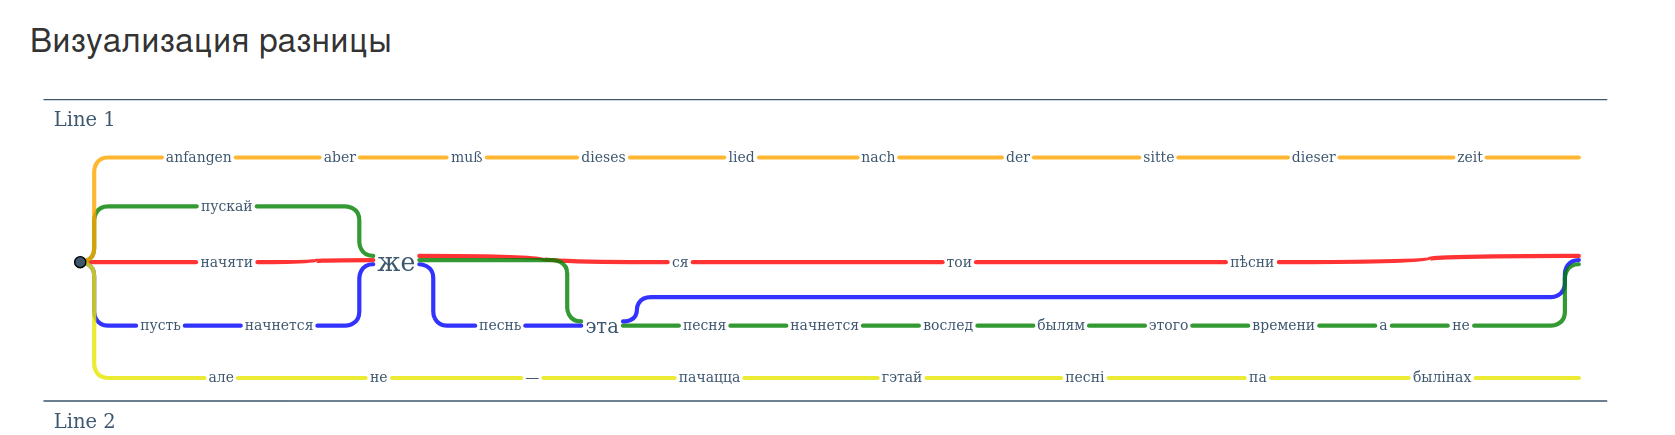 Визуализация разницы
Line 1
anfangen aber muß dieses lied nach der sitte dieser zeit
пускай
начяти же ся тои пѣсни
пусть начнется песнь эта песня начнется вослед былям этого времени а не
але не — пачацца гэтай песні па былінах
Line 2